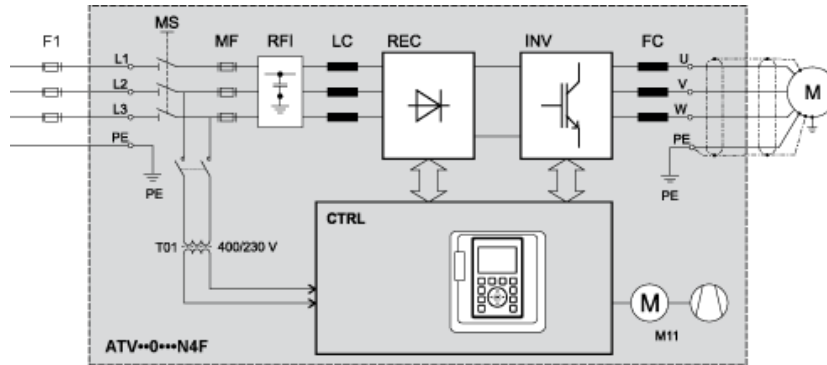 MS
F1
L1
MF
RFI
LC
REC
INV
FC
U
L2
V
M
L3
W
PE
PE
PE
PE
CTRL
T01
400/230 V
M
M11
ATV••0•••N4F